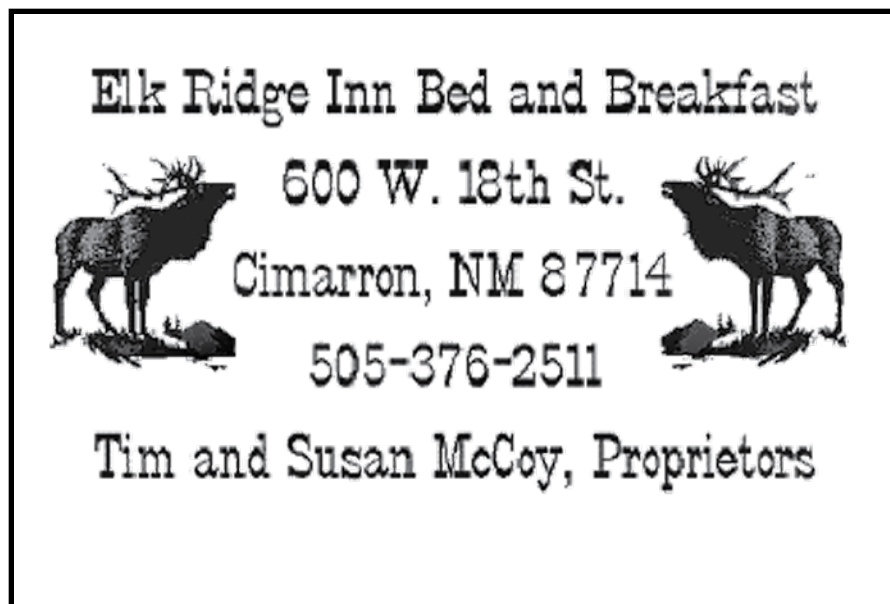 Elk Ridge Inn Bed and Breakfast
600 W. 18th St.
Cimarron, NM 87714
505-376-2511
Tim and Susan McCoy, Proprietors